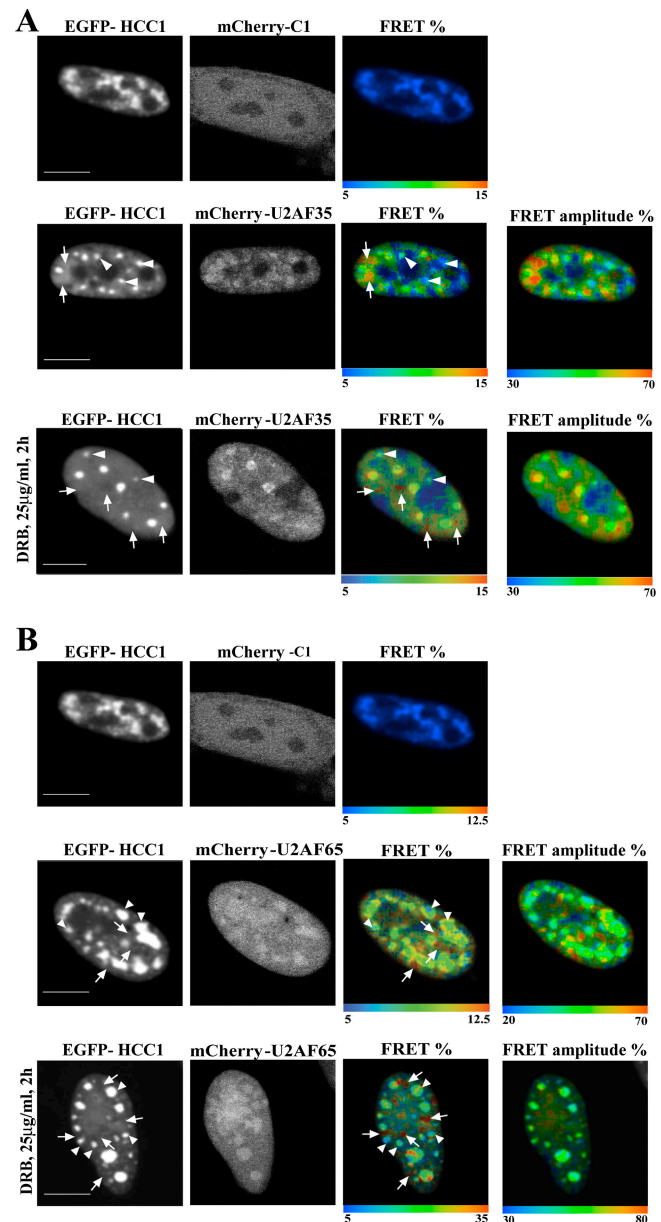 A
EGFP- HCC1 mCherry-C1 FRET %
5 15
EGFP- HCC1 mCherry-U2AF35 FRET % FRET amplitude %
5 15 30 70
DRB, 25µg/ml, 2h
EGFP- HCC1 mCherry-U2AF35 FRET % FRET amplitude %
5 15 30 70
B
EGFP- HCC1 mCherry -C1 FRET %
5 12.5
EGFP- HCC1 mCherry -U2AF65 FRET % FRET amplitude %
5 12.5 20 70
DRB, 25µg/ml, 2h
EGFP- HCC1 mCherry-U2AF65 FRET % FRET amplitude %
5 35 30 80